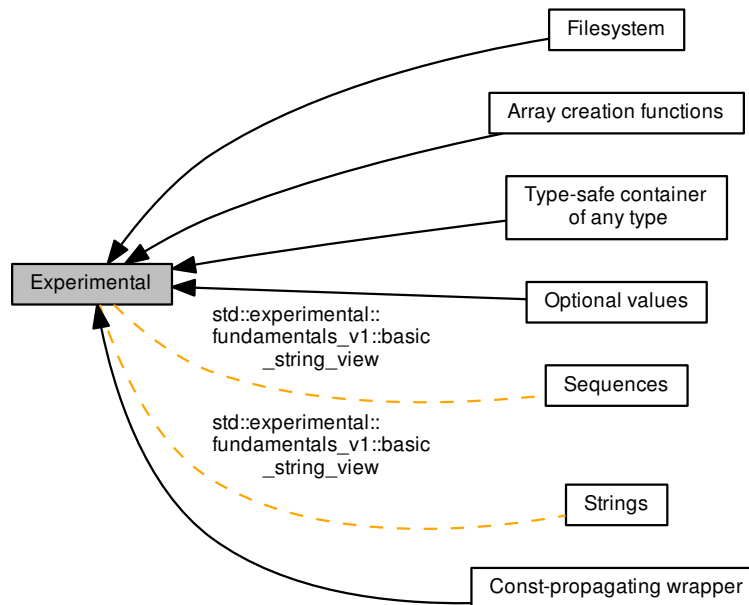 Filesystem
Array creation functions
Type-safe container
of any type
Experimental
Optional values
std::experimental::
fundamentals_v1::basic
_string_view
Sequences
std::experimental::
fundamentals_v1::basic
_string_view
Strings
Const-propagating wrapper